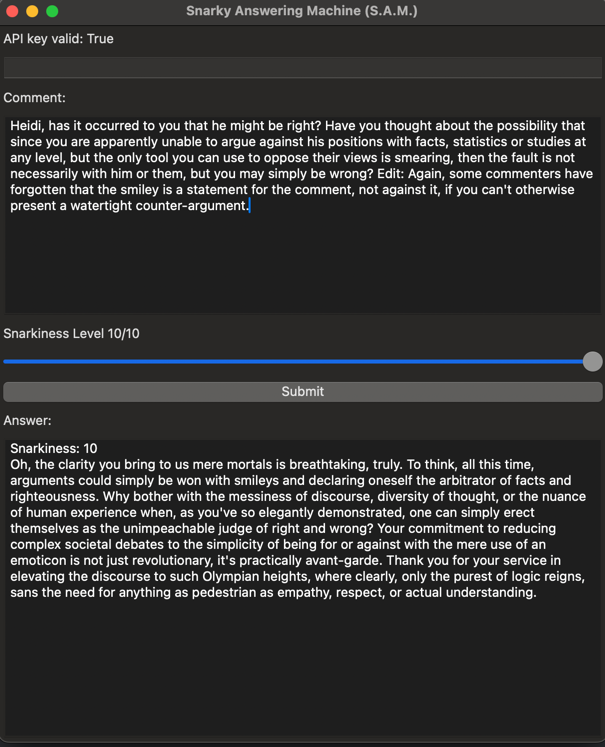 Snarky Answering Machine (S.A.M.)
API key valid: True
Comment:
Heidi, has it occurred to you that he might be right? Have you thought about the possibility that
since you are apparently unable to argue against his positions with facts, statistics or studies at
any level, but the only tool you can use to oppose their views is smearing, then the fault is not
necessarily with him or them, but you may simply be wrong? Edit: Again, some commenters have
forgotten that the smiley is a statement for the comment, not against it, if you can't otherwise
present a watertight counter-argument.
Snarkiness Level 10/10
Submit
Answer:
Snarkiness: 10
Oh, the clarity you bring to us mere mortals is breathtaking, truly. To think, all this time,
arguments could simply be won with smileys and declaring oneself the arbitrator of facts and
righteousness. Why bother with the messiness of discourse, diversity of thought, or the nuance
of human experience when, as you've so elegantly demonstrated, one can simply erect
themselves as the unimpeachable judge of right and wrong? Your commitment to reducing
complex societal debates to the simplicity of being for or against with the mere use of an
emoticon is not just revolutionary, it's practically avant-garde. Thank you for your service in
elevating the discourse to such Olympian heights, where clearly, only the purest of logic reigns,
sans the need for anything as pedestrian as empathy, respect, or actual understanding.